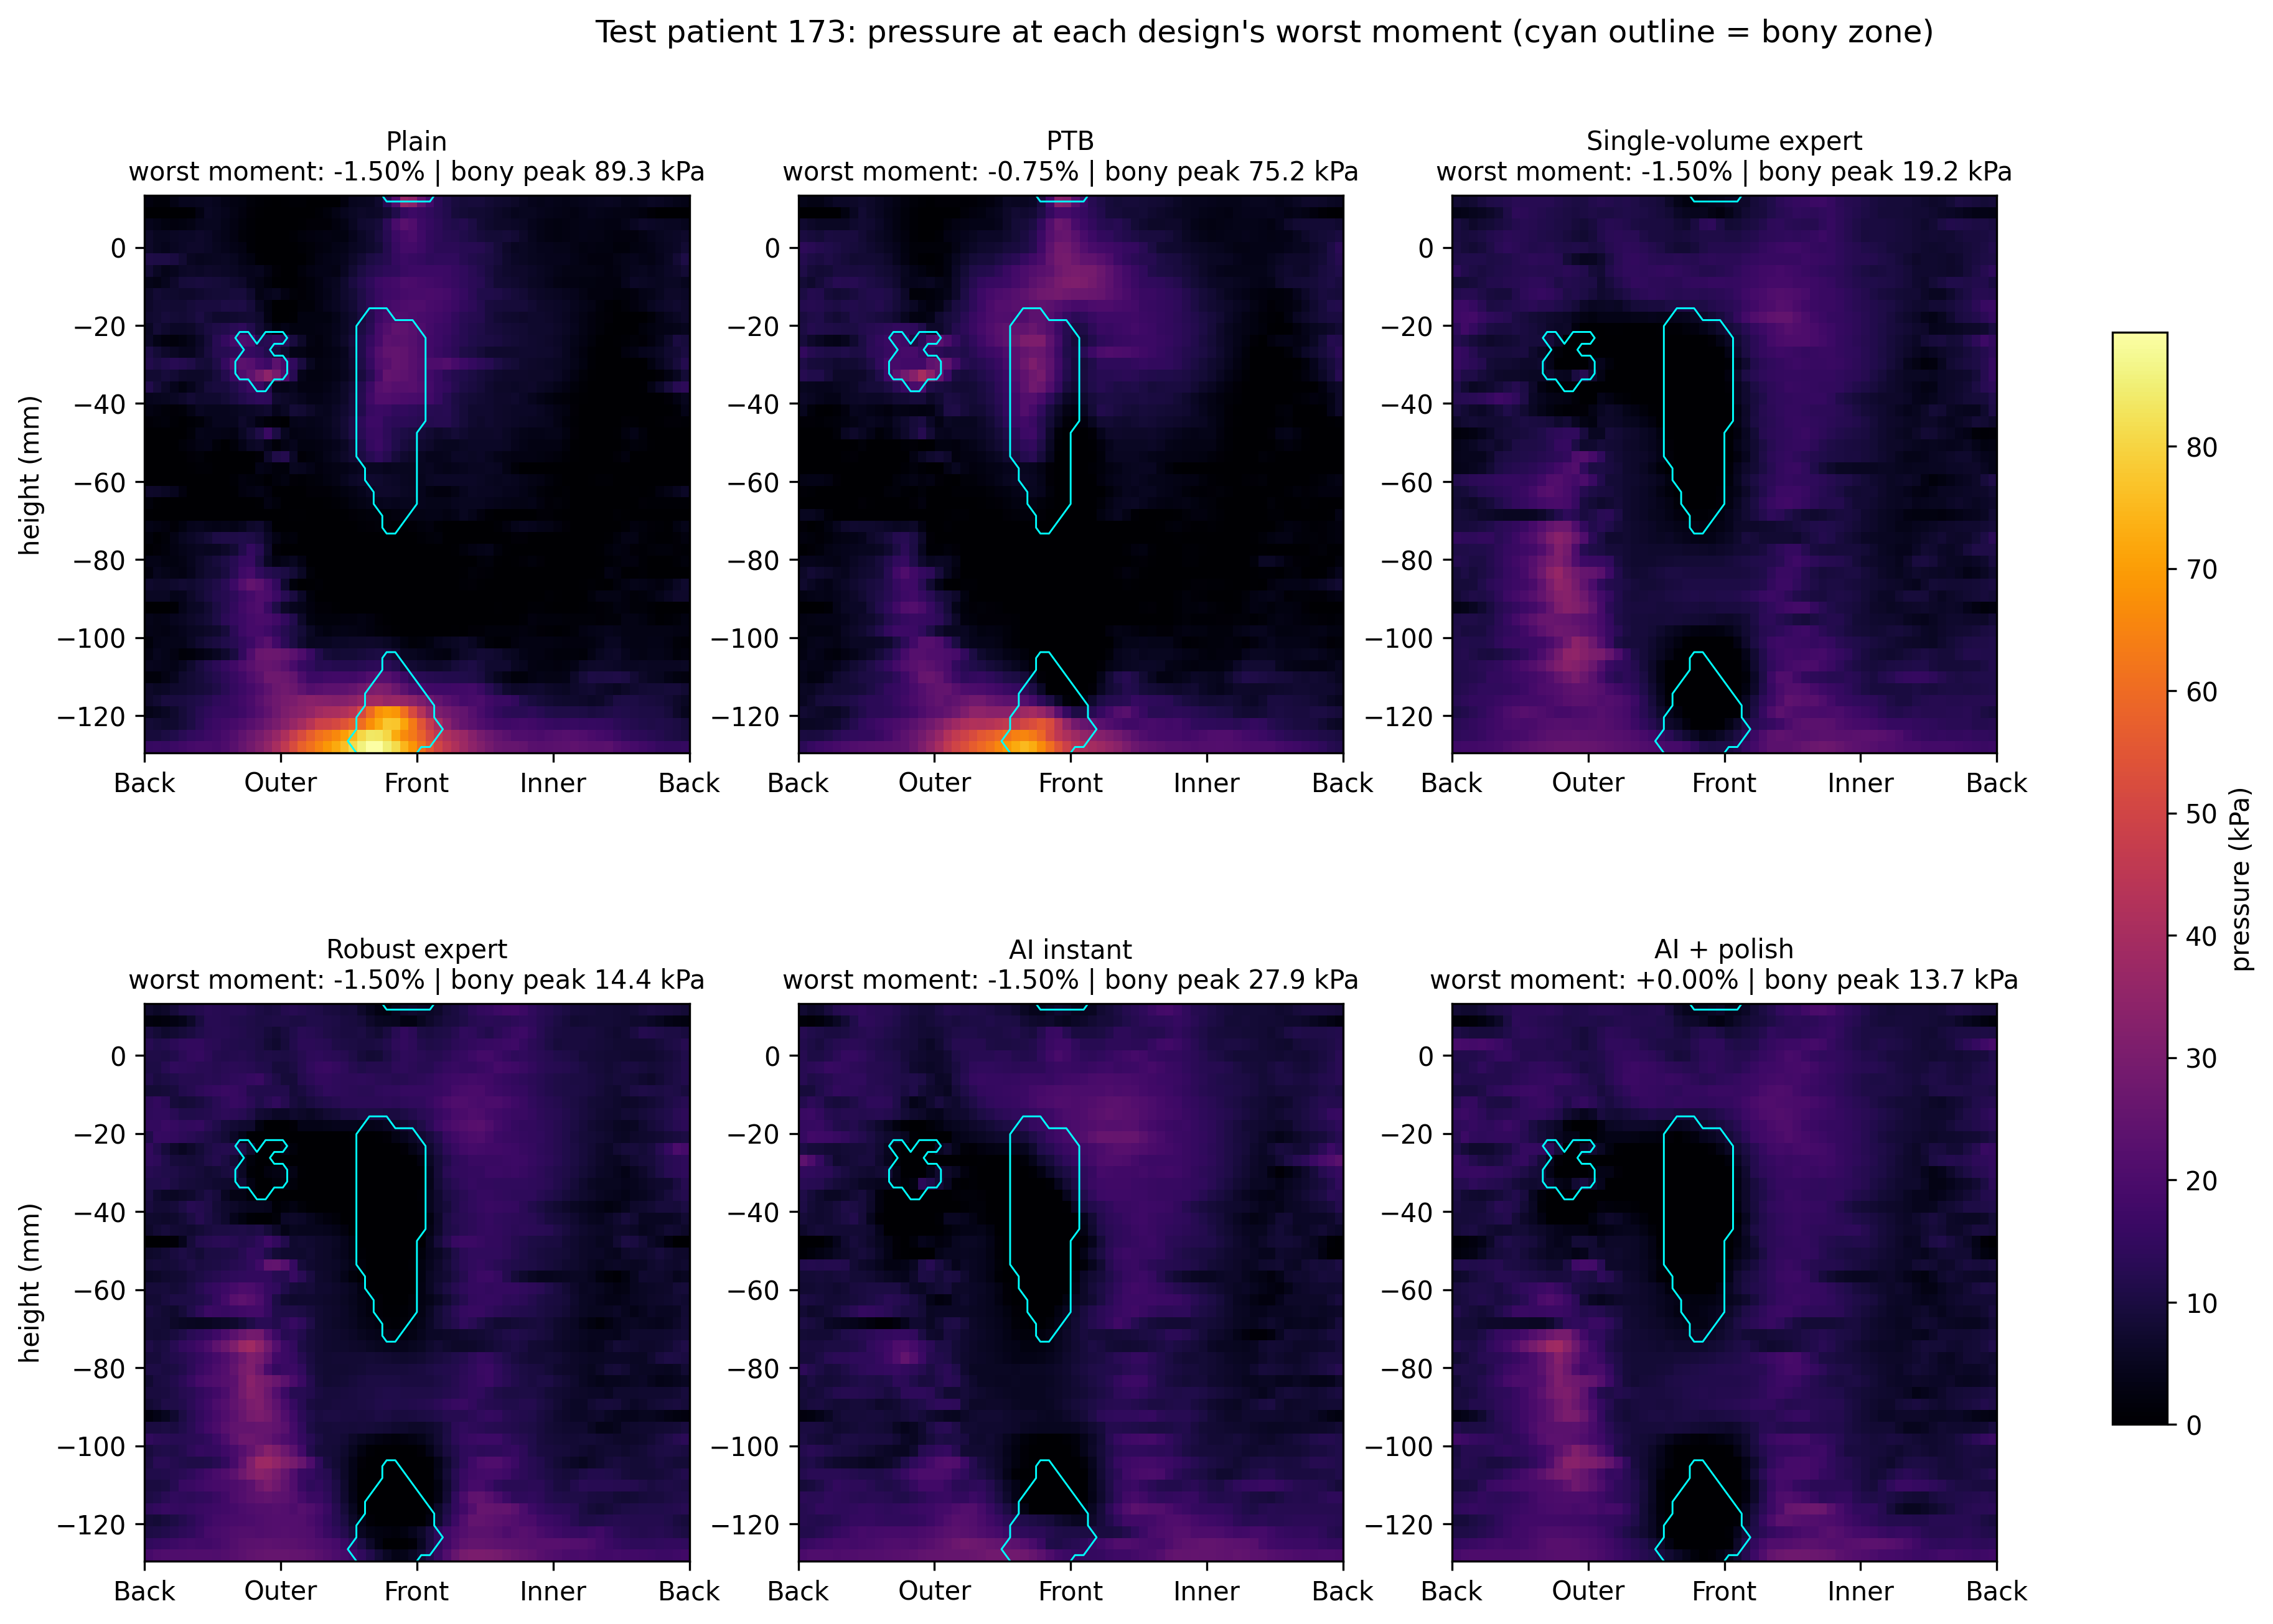 Test patient 173: pressure at each design's worst moment (cyan outline = bony zone)
Plain
worst moment: -1.50% | bony peak 89.3 kPa
PTB
worst moment: -0.75% | bony peak 75.2 kPa
Single-volume expert
worst moment: -1.50% | bony peak 19.2 kPa
height (mm)
0
−20
−40
−60
−80
−100
−120
Back Outer Front Inner Back
0
−20
−40
−60
−80
−100
−120
Back Outer Front Inner Back
0
−20
−40
−60
−80
−100
−120
Back Outer Front Inner Back
Robust expert
worst moment: -1.50% | bony peak 14.4 kPa
AI instant
worst moment: -1.50% | bony peak 27.9 kPa
AI + polish
worst moment: +0.00% | bony peak 13.7 kPa
height (mm)
0
−20
−40
−60
−80
−100
−120
Back Outer Front Inner Back
0
−20
−40
−60
−80
−100
−120
Back Outer Front Inner Back
0
−20
−40
−60
−80
−100
−120
Back Outer Front Inner Back
80
70
60
50
40
30
20
10
0
pressure (kPa)